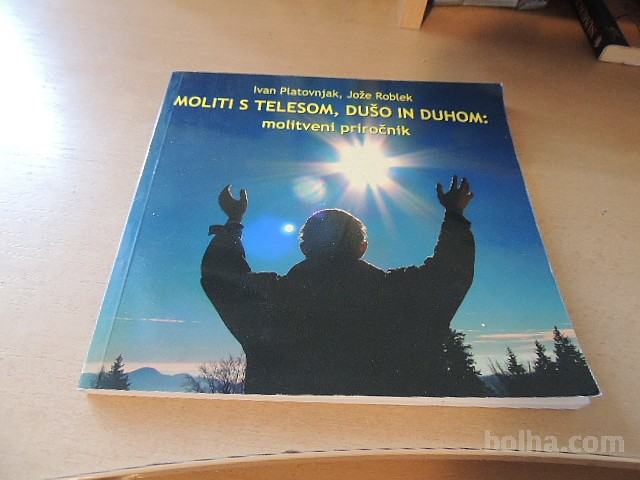 Ivan Platovnjak, Jože Roblek
MOLITI S TELESOM, DUŠO IN DUHOM:
molitveni priročnik
bolha.com